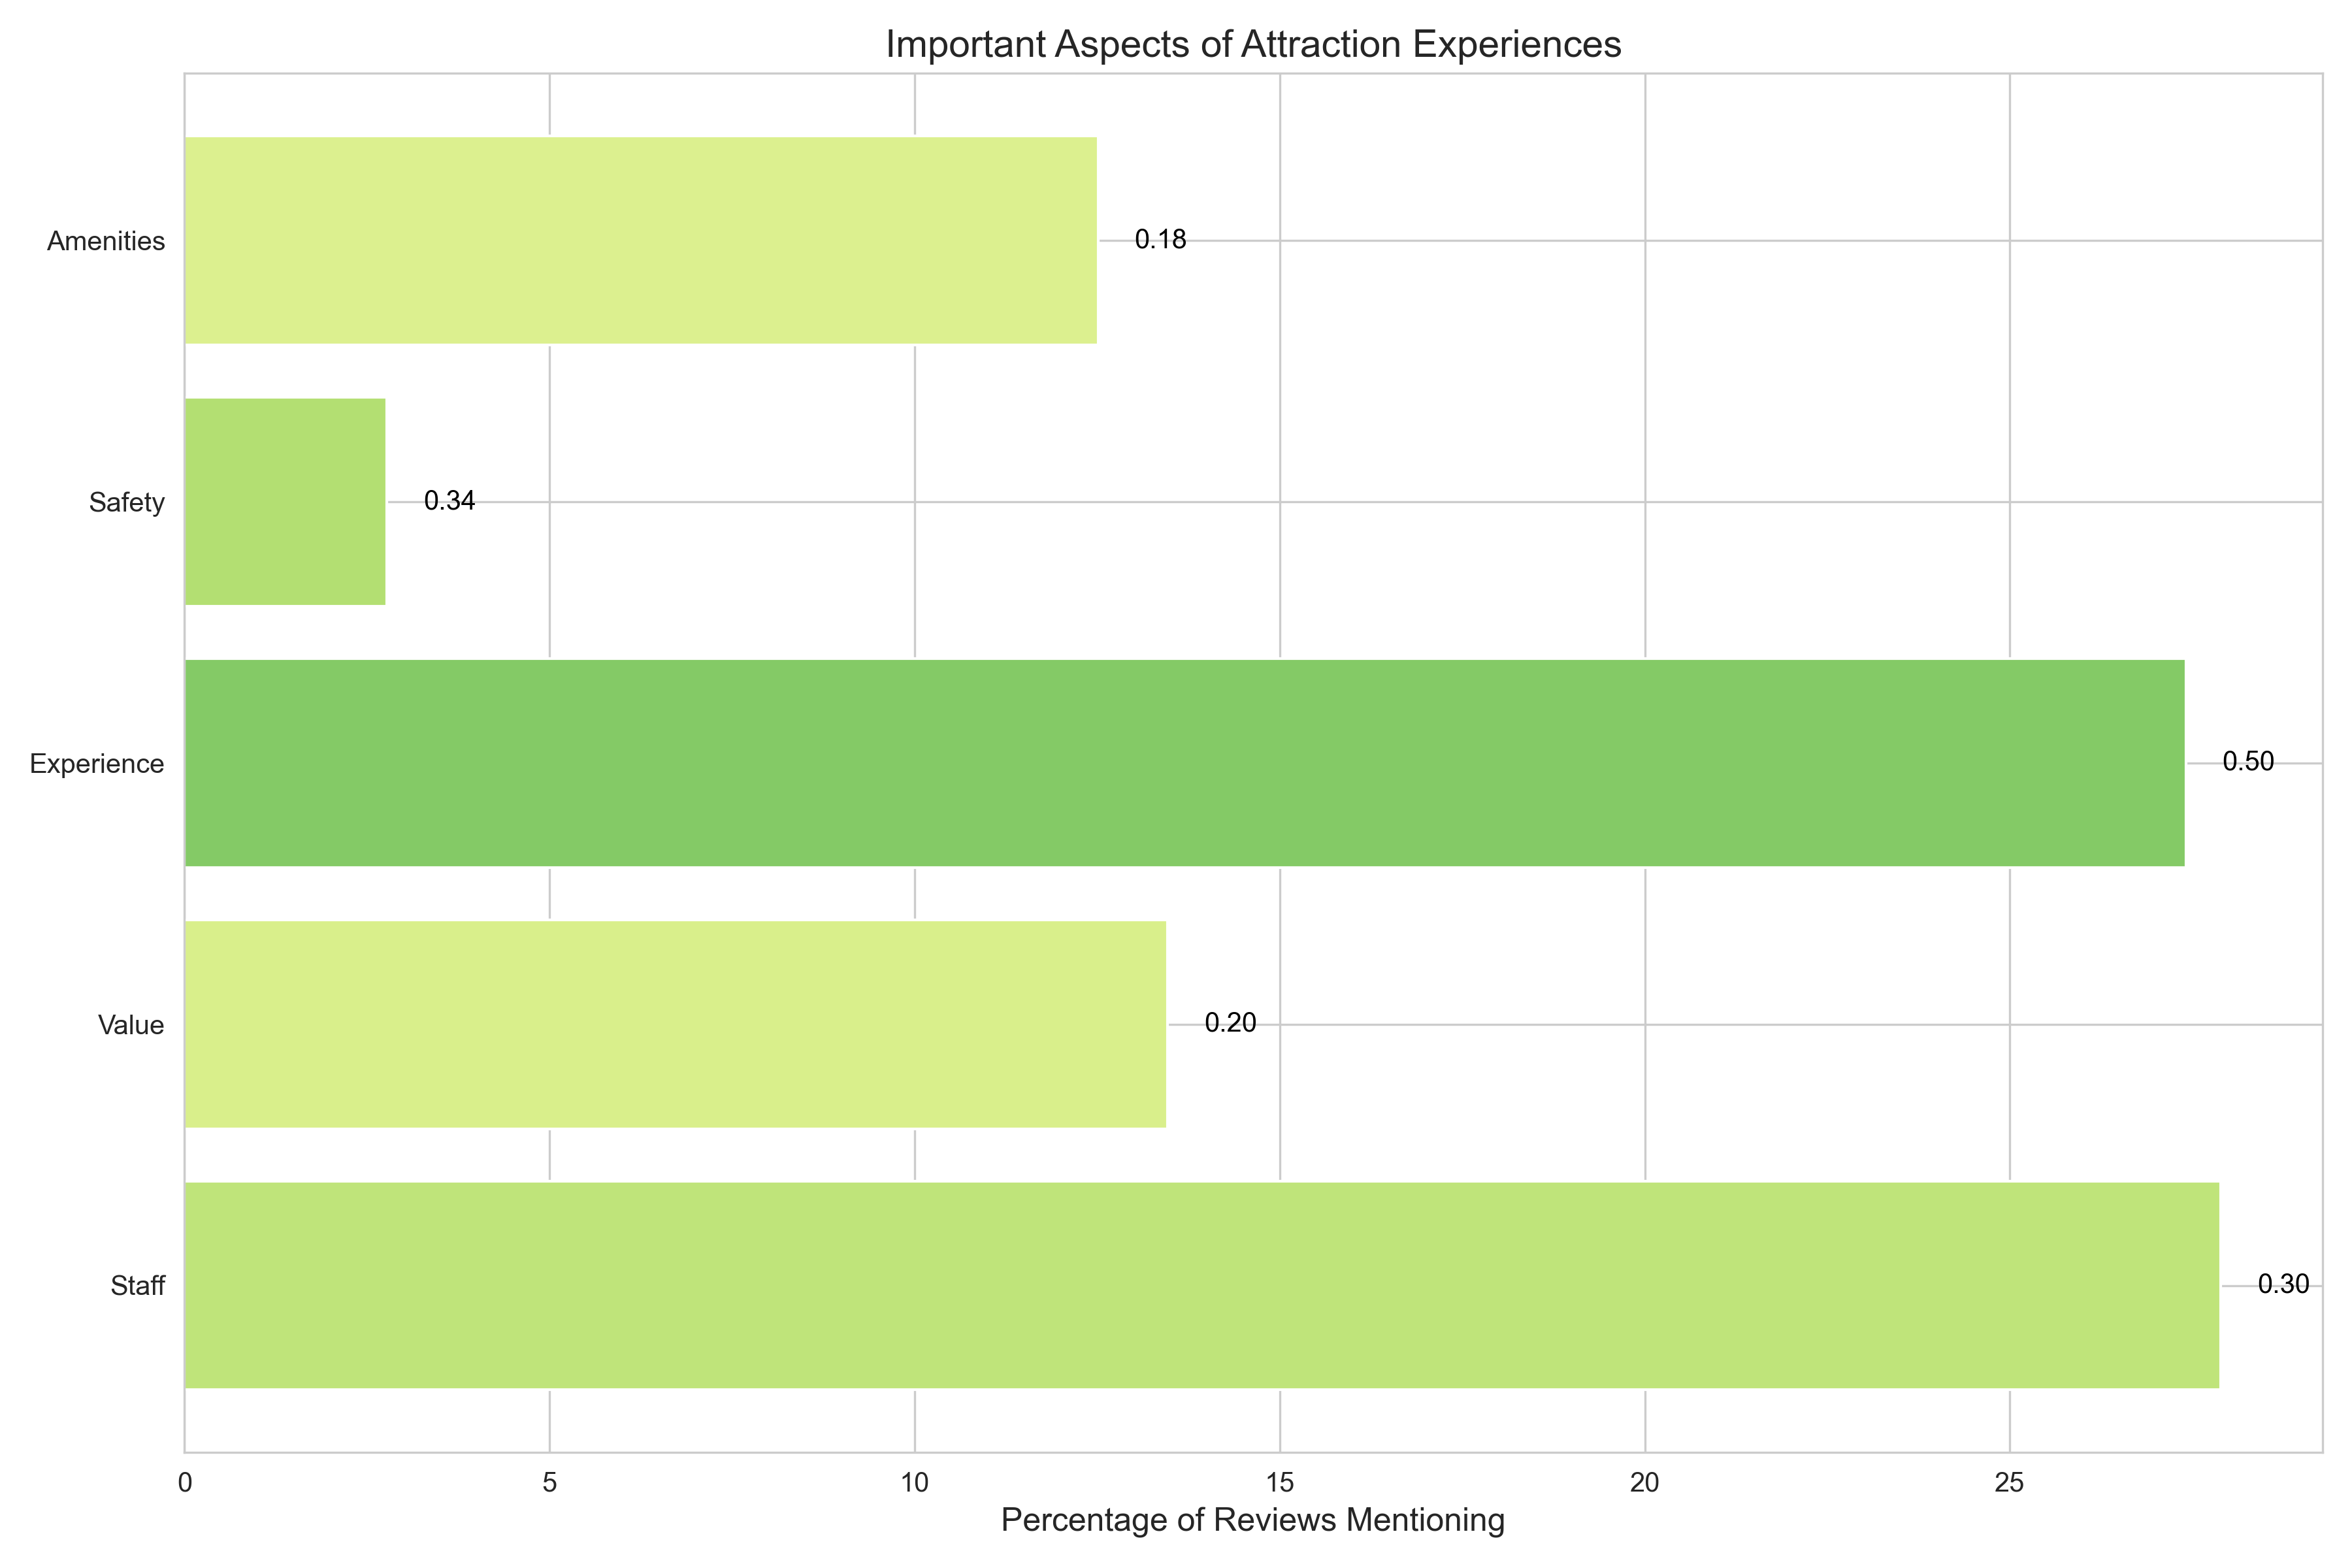 Important Aspects of Attraction Experiences
Amenities
0.18
Safety
0.34
Experience
0.50
Value
0.20
Staff
0.30
0 5 10 15 20 25
Percentage of Reviews Mentioning